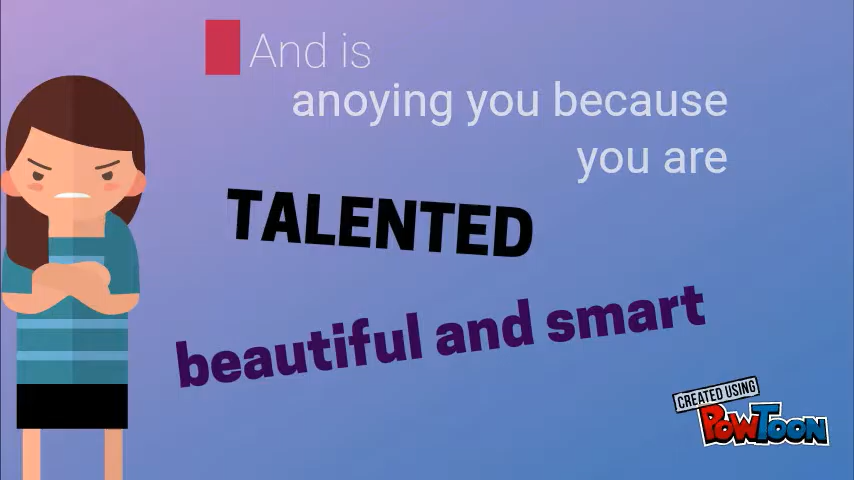 And is
anoying you because
you are
TALENTED
beautiful and smart
CREATED USING
POWTOON